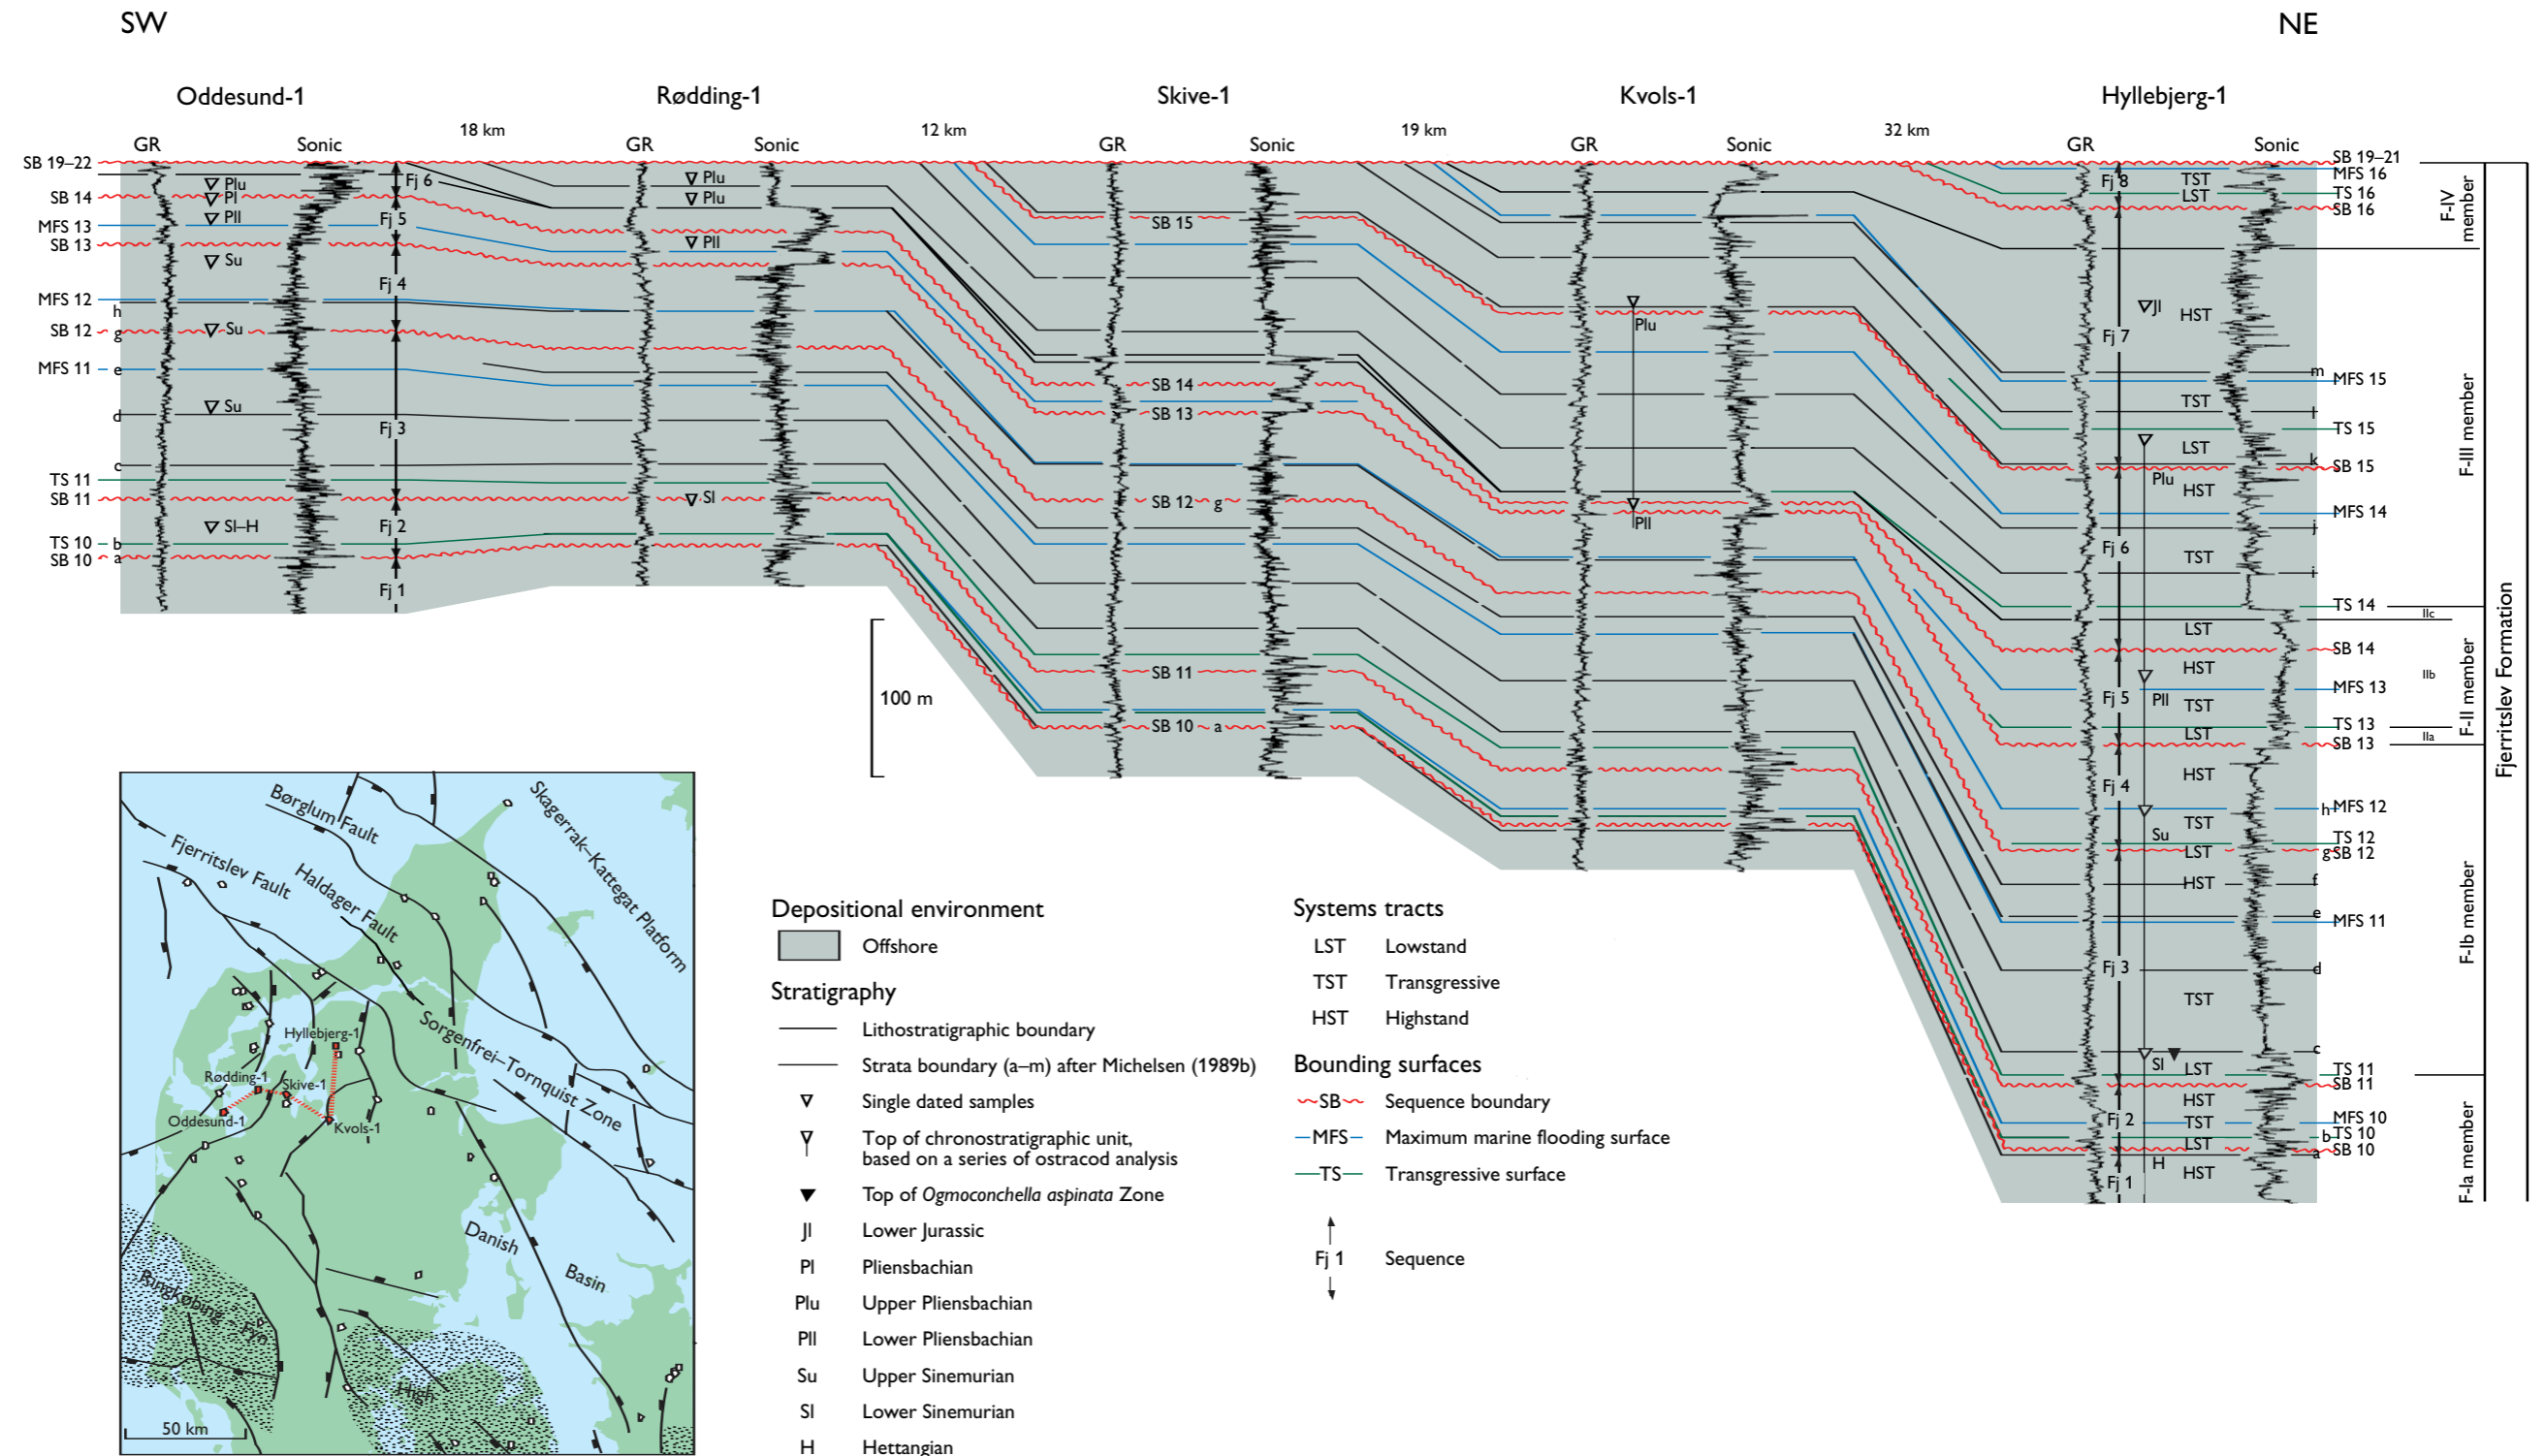 SW
NE
Oddesund-1
Rødding-1
Skive-1
Kvols-1
Hyllebjerg-1
18 km
12 km
19 km
32 km
GR
Sonic
GR
Sonic
GR
Sonic
GR
Sonic
GR
Sonic
SB 19–22
SB 14
MFS 13
SB 13
MFS 12
h
SB 12
g
MFS 11
e
d
c
TS 11
SB 11
TS 10
b
SB 10
a
Plu
Pl
Pll
Su
Su
Su
Sl–H
Fj 6
Fj 5
Fj 4
Fj 3
Fj 2
Fj 1
Plu
Plu
Pll
Sl
SB 15
SB 14
SB 13
SB 12 g
SB 11
SB 10 a
100 m
Plu
Pll
Fj 8
Fj 7
Fj 6
Fj 5
Fj 4
Fj 3
Fj 2
Fj 1
Jl
Plu
Pll
Su
Sl
H
TST
LST
HST
TST
LST
HST
TST
LST
HST
TST
LST
HST
TST
LST
HST
TST
LST
HST
TST
LST
HST
SB 19–21
MFS 16
TS 16
SB 16
m
MFS 15
l
TS 15
k
SB 15
MFS 14
j
i
TS 14
SB 14
MFS 13
TS 13
SB 13
h
MFS 12
TS 12
g
SB 12
f
e
MFS 11
d
c
TS 11
SB 11
MFS 10
b
TS 10
SB 10
a
IIc
IIb
IIa
F-IV member
F-III member
F-II member
F-Ib member
F-Ia member
Fjerritslev Formation
Børglum Fault
Fjerritslev Fault
Haldager Fault
Skagerrak–Kattegat Platform
Sorgenfrei–Tornquist Zone
Hyllebjerg-1
Rødding-1
Skive-1
Oddesund-1
Kvols-1
Danish
Basin
Ringkøbing – Fyn
High
50 km
Depositional environment
Offshore
Stratigraphy
Lithostratigraphic boundary
Strata boundary (a–m) after Michelsen (1989b)
Single dated samples
Top of chronostratigraphic unit,
based on a series of ostracod analysis
Top of Ogmoconchella aspinata Zone
Jl Lower Jurassic
Pl Pliensbachian
Plu Upper Pliensbachian
Pll Lower Pliensbachian
Su Upper Sinemurian
Sl Lower Sinemurian
H Hettangian
Systems tracts
LST Lowstand
TST Transgressive
HST Highstand
Bounding surfaces
SB Sequence boundary
MFS Maximum marine flooding surface
TS Transgressive surface
Fj 1 Sequence